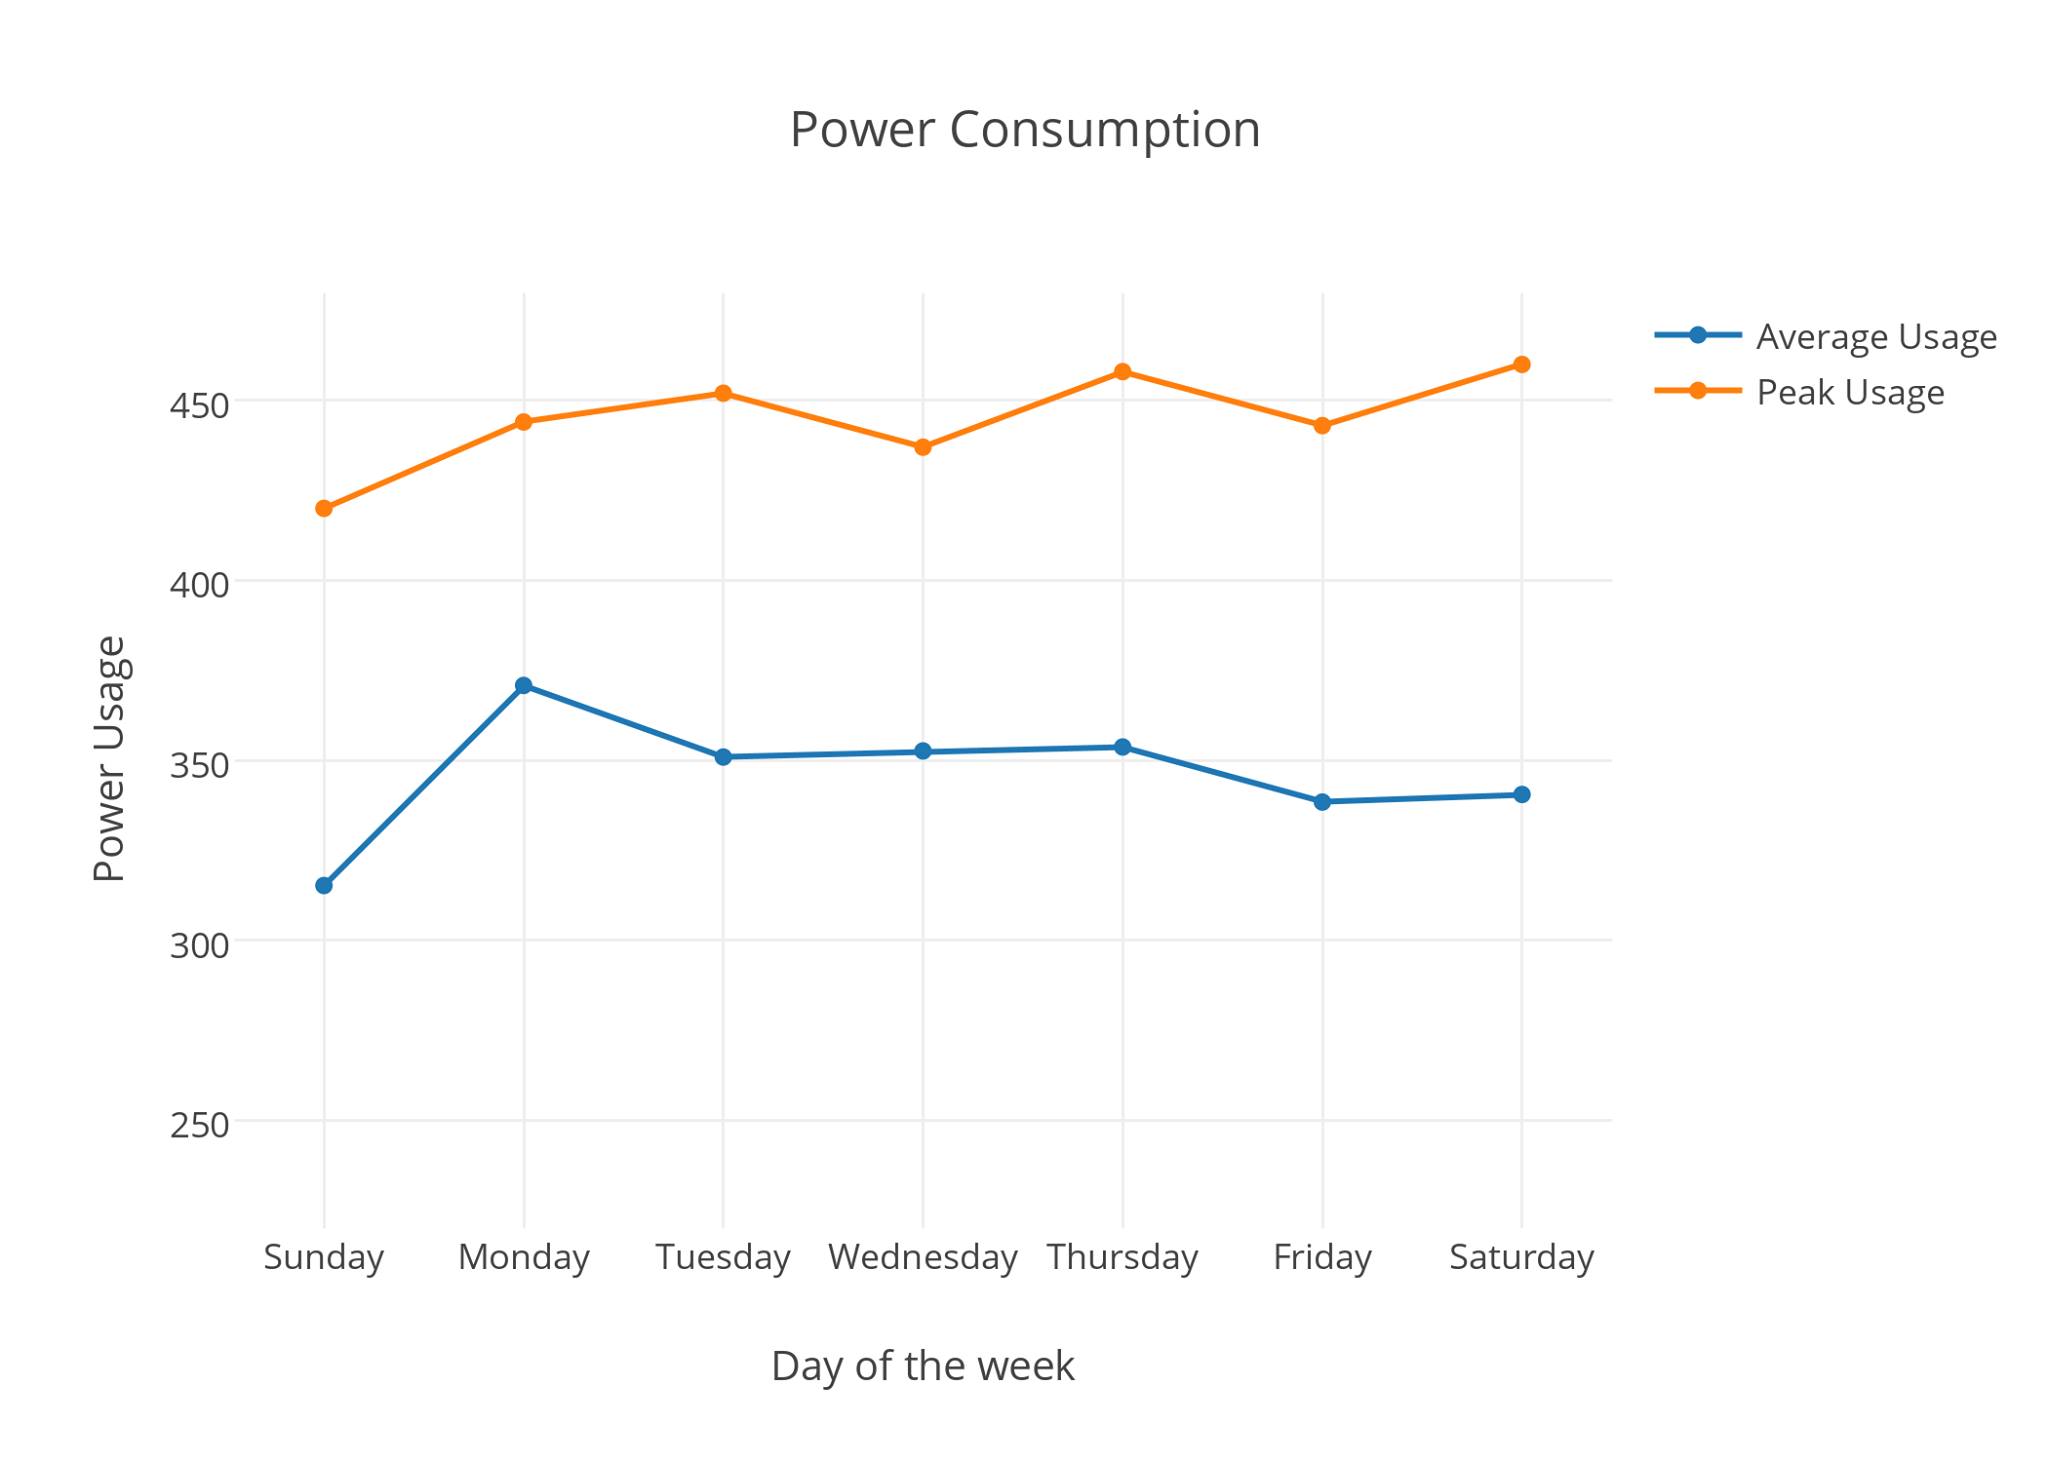 Power Consumption
Average Usage
Peak Usage
Power Usage
450
400
350
300
250
Sunday Monday Tuesday Wednesday Thursday Friday Saturday
Day of the week